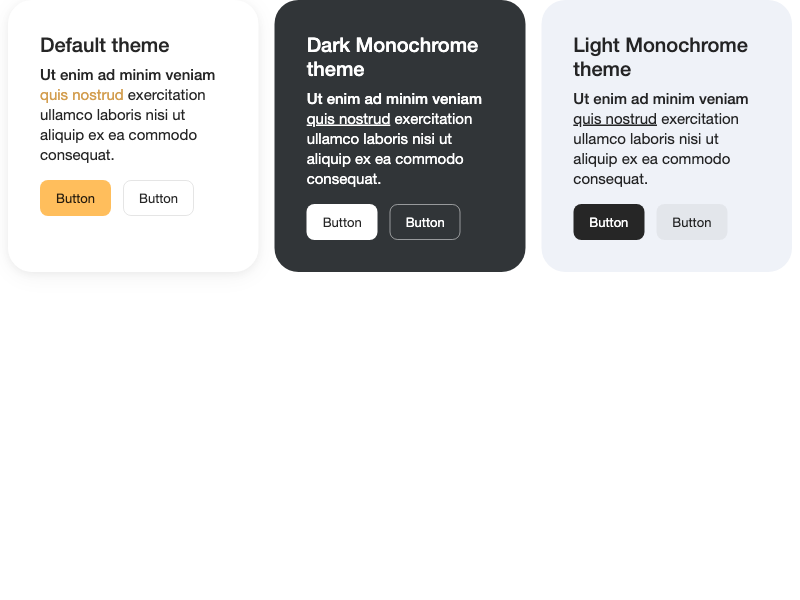 Default theme
Ut enim ad minim veniam
quis nostrud exercitation
ullamco laboris nisi ut
aliquip ex ea commodo
consequat.
Button Button
Dark Monochrome
theme
Ut enim ad minim veniam
quis nostrud exercitation
ullamco laboris nisi ut
aliquip ex ea commodo
consequat.
Button Button
Light Monochrome
theme
Ut enim ad minim veniam
quis nostrud exercitation
ullamco laboris nisi ut
aliquip ex ea commodo
consequat.
Button Button